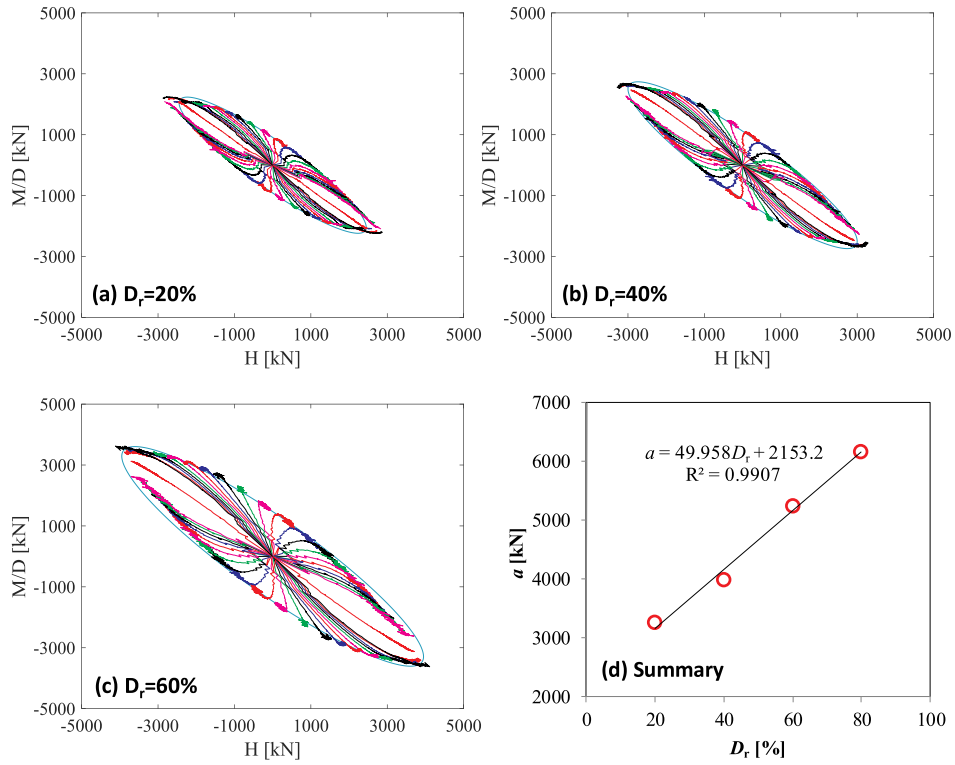 5000
3000
1000
-1000
-3000
-5000
M/D [kN]
(a) Dr=20%
-5000 -3000 -1000 1000 3000 5000
H [kN]
5000
3000
1000
-1000
-3000
-5000
M/D [kN]
(b) Dr=40%
-5000 -3000 -1000 1000 3000 5000
H [kN]
5000
3000
1000
-1000
-3000
-5000
M/D [kN]
(c) Dr=60%
-5000 -3000 -1000 1000 3000 5000
H [kN]
7000
6000
5000
4000
3000
2000
a [kN]
a = 49.958Dr + 2153.2
R² = 0.9907
(d) Summary
0 20 40 60 80 100
Dr [%]